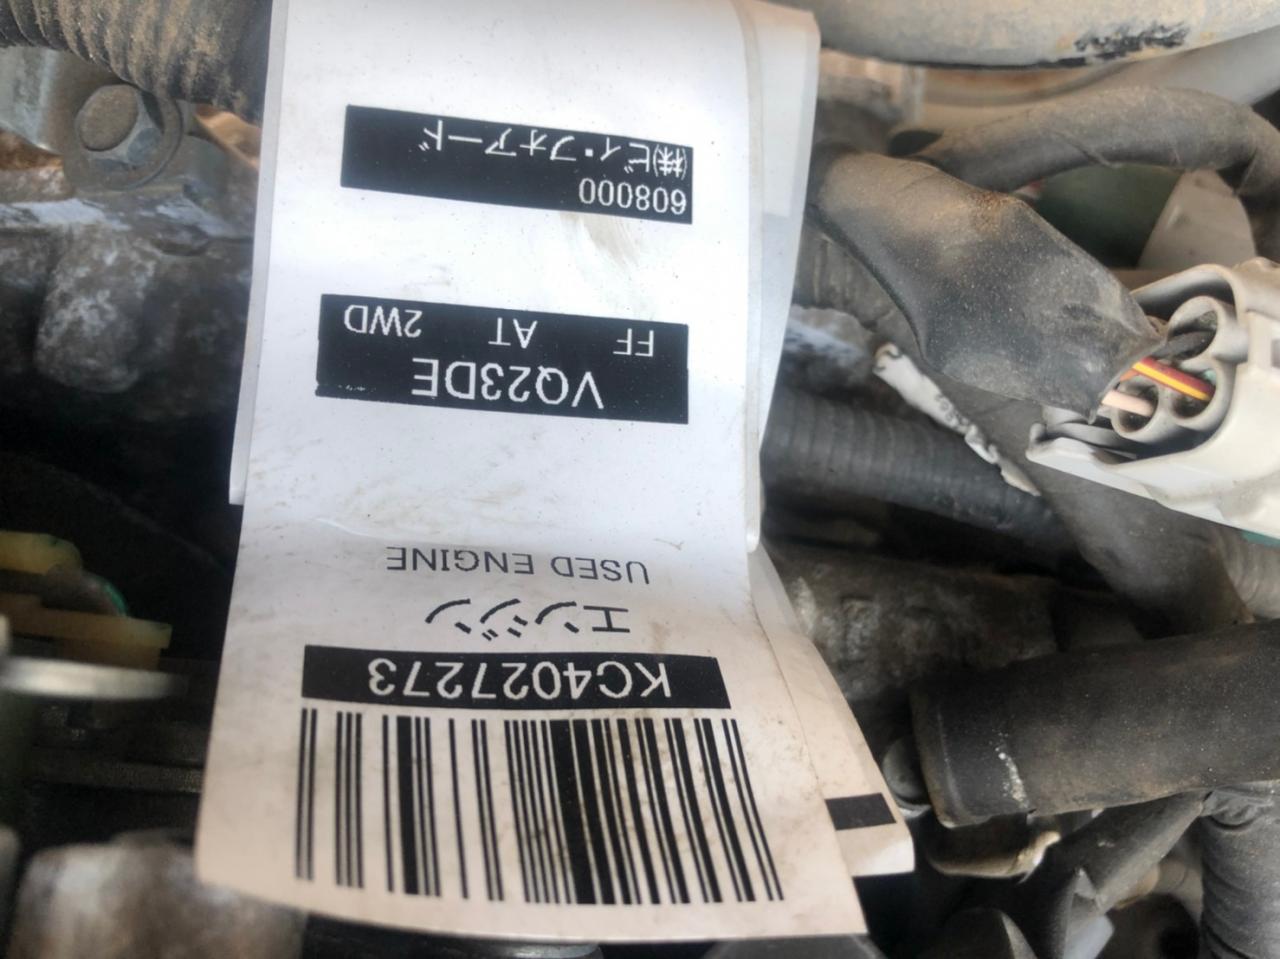 KC4027273
エンジン
USED ENGINE
VQ23DE
FF AT 2WD
608000
㈱ビィ・フォアード